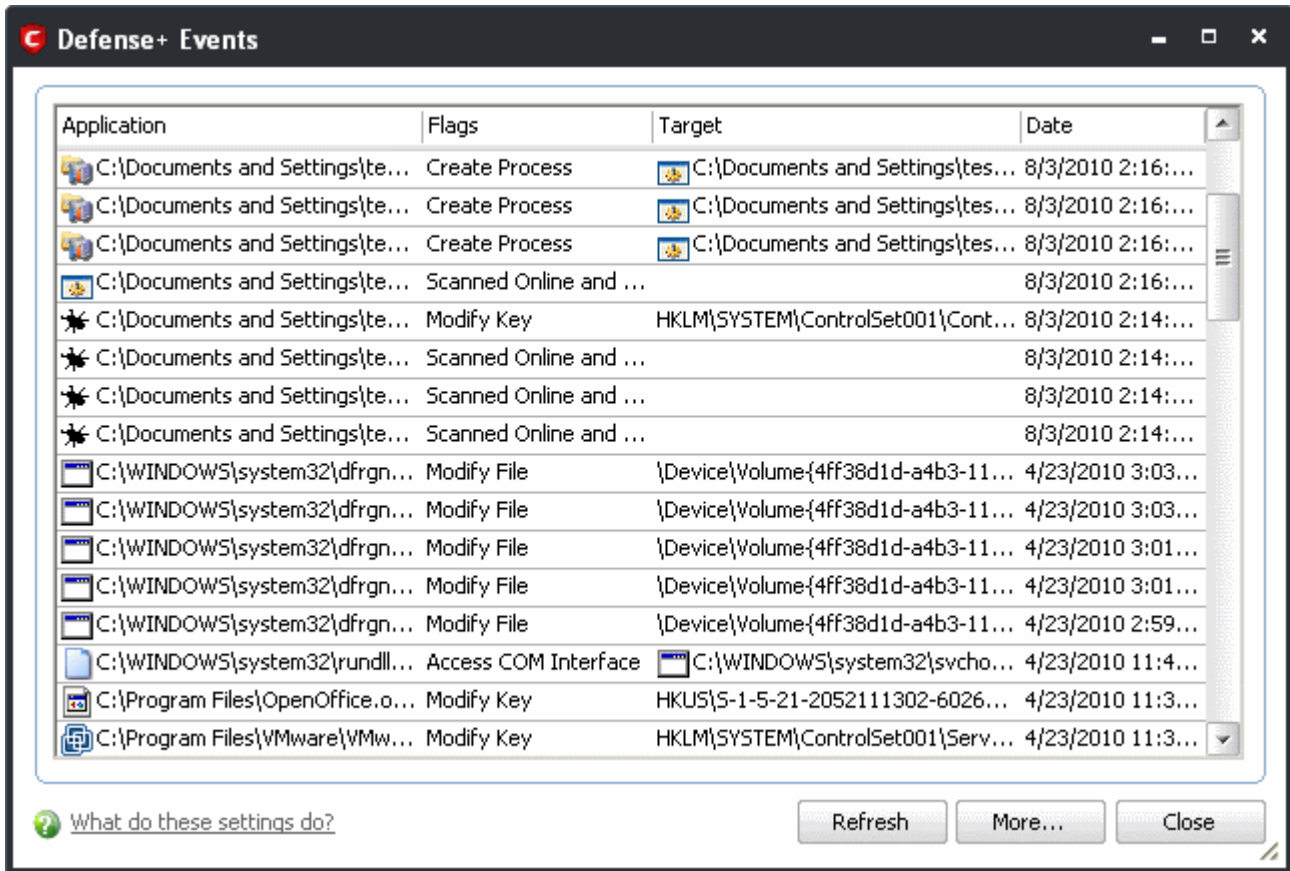 Defense+ Events
Application Flags Target Date
C:\Documents and Settings\te... Create Process C:\Documents and Settings\tes... 8/3/2010 2:16:...
C:\Documents and Settings\te... Create Process C:\Documents and Settings\tes... 8/3/2010 2:16:...
C:\Documents and Settings\te... Create Process C:\Documents and Settings\tes... 8/3/2010 2:16:...
C:\Documents and Settings\te... Scanned Online and ... 8/3/2010 2:16:...
C:\Documents and Settings\te... Modify Key HKLM\SYSTEM\ControlSet001\Cont... 8/3/2010 2:14:...
C:\Documents and Settings\te... Scanned Online and ... 8/3/2010 2:14:...
C:\Documents and Settings\te... Scanned Online and ... 8/3/2010 2:14:...
C:\Documents and Settings\te... Scanned Online and ... 8/3/2010 2:14:...
C:\WINDOWS\system32\dfrgn... Modify File \Device\Volume{4ff38d1d-a4b3-11... 4/23/2010 3:03...
C:\WINDOWS\system32\dfrgn... Modify File \Device\Volume{4ff38d1d-a4b3-11... 4/23/2010 3:03...
C:\WINDOWS\system32\dfrgn... Modify File \Device\Volume{4ff38d1d-a4b3-11... 4/23/2010 3:01...
C:\WINDOWS\system32\dfrgn... Modify File \Device\Volume{4ff38d1d-a4b3-11... 4/23/2010 3:01...
C:\WINDOWS\system32\dfrgn... Modify File \Device\Volume{4ff38d1d-a4b3-11... 4/23/2010 2:59...
C:\WINDOWS\system32\rundll... Access COM Interface C:\WINDOWS\system32\svcho... 4/23/2010 11:4...
C:\Program Files\OpenOffice.o... Modify Key HKUS\S-1-5-21-2052111302-6026... 4/23/2010 11:3...
C:\Program Files\VMware\VMw... Modify Key HKLM\SYSTEM\ControlSet001\Serv... 4/23/2010 11:3...
What do these settings do? Refresh More... Close